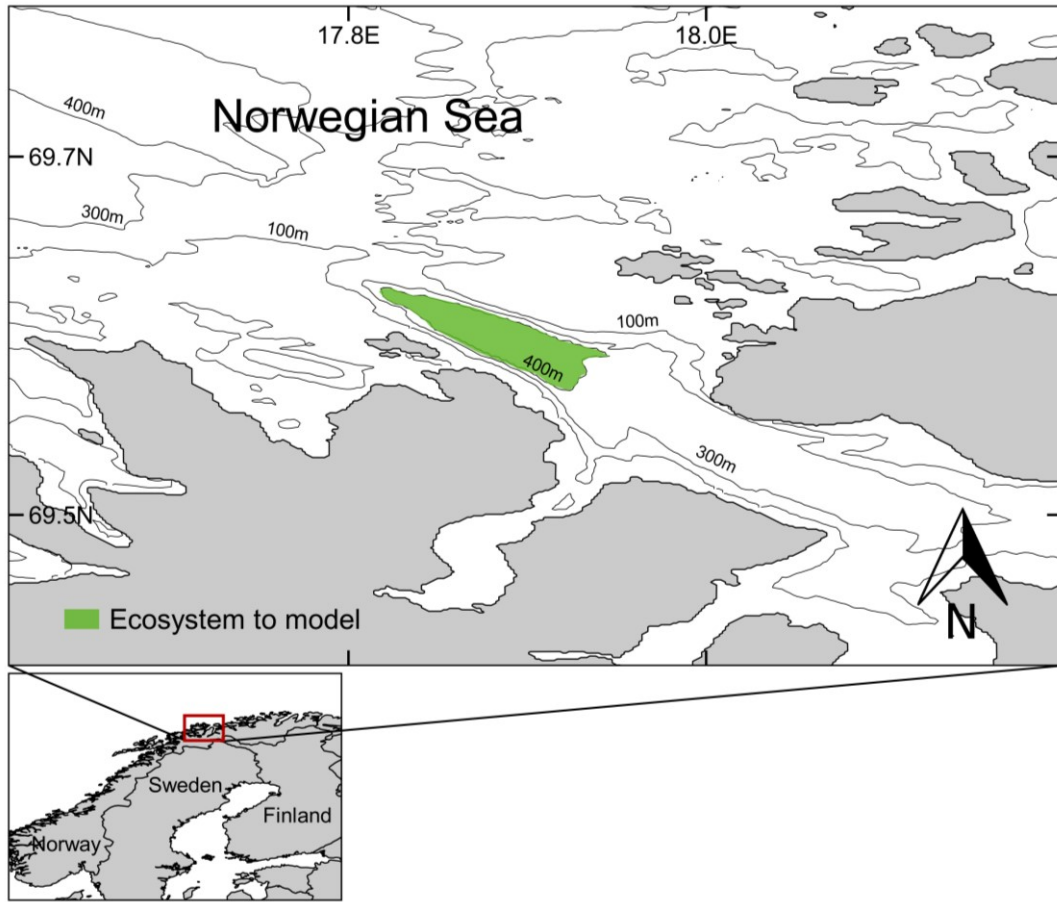 17.8E
18.0E
400m
Norwegian Sea
69.7N
300m
100m
100m
400m
300m
69.5N
Ecosystem to model
N
Sweden
Finland
Norway